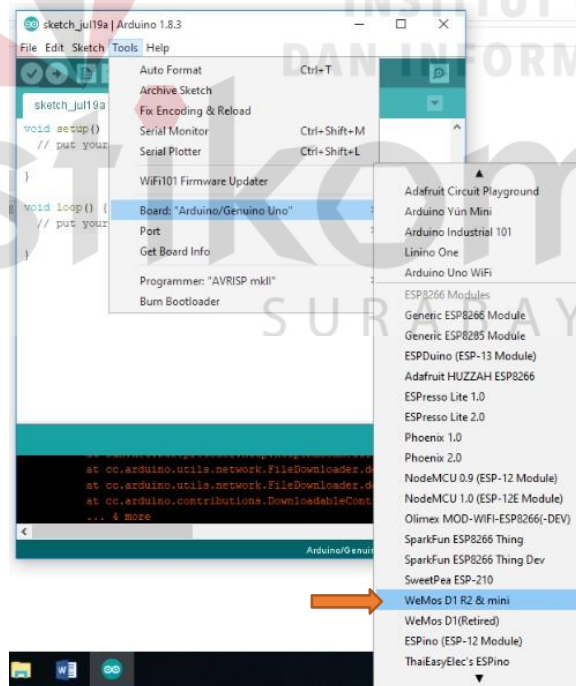 INSTITUT
DAN INFORM
stikom
SURABAY
sketch_jul19a | Arduino 1.8.3
File Edit Sketch Tools Help
sketch_jul19a
void setup()
// put your
}
void loop() {
// put your
}
Auto Format Ctrl+T
Archive Sketch
Fix Encoding & Reload
Serial Monitor Ctrl+Shift+M
Serial Plotter Ctrl+Shift+L
WiFi101 Firmware Updater
Board: "Arduino/Genuino Uno"
Port
Get Board Info
Programmer: "AVRISP mkII"
Burn Bootloader
Adafruit Circuit Playground
Arduino Yún Mini
Arduino Industrial 101
Linino One
Arduino Uno WiFi
ESP8266 Modules
Generic ESP8266 Module
Generic ESP8285 Module
ESPDuino (ESP-13 Module)
Adafruit HUZZAH ESP8266
ESPresso Lite 1.0
ESPresso Lite 2.0
Phoenix 1.0
Phoenix 2.0
NodeMCU 0.9 (ESP-12 Module)
NodeMCU 1.0 (ESP-12E Module)
Olimex MOD-WIFI-ESP8266(-DEV)
SparkFun ESP8266 Thing
SparkFun ESP8266 Thing Dev
SweetPea ESP-210
WeMos D1 R2 & mini
WeMos D1(Retired)
ESPino (ESP-12 Module)
ThaiEasyElec's ESPino
at cc.arduino.utils.network.FileDownloader.d
at cc.arduino.utils.network.FileDownloader.d
at cc.arduino.contributions.DownloadableCont
... 4 more
Arduino/Genuin